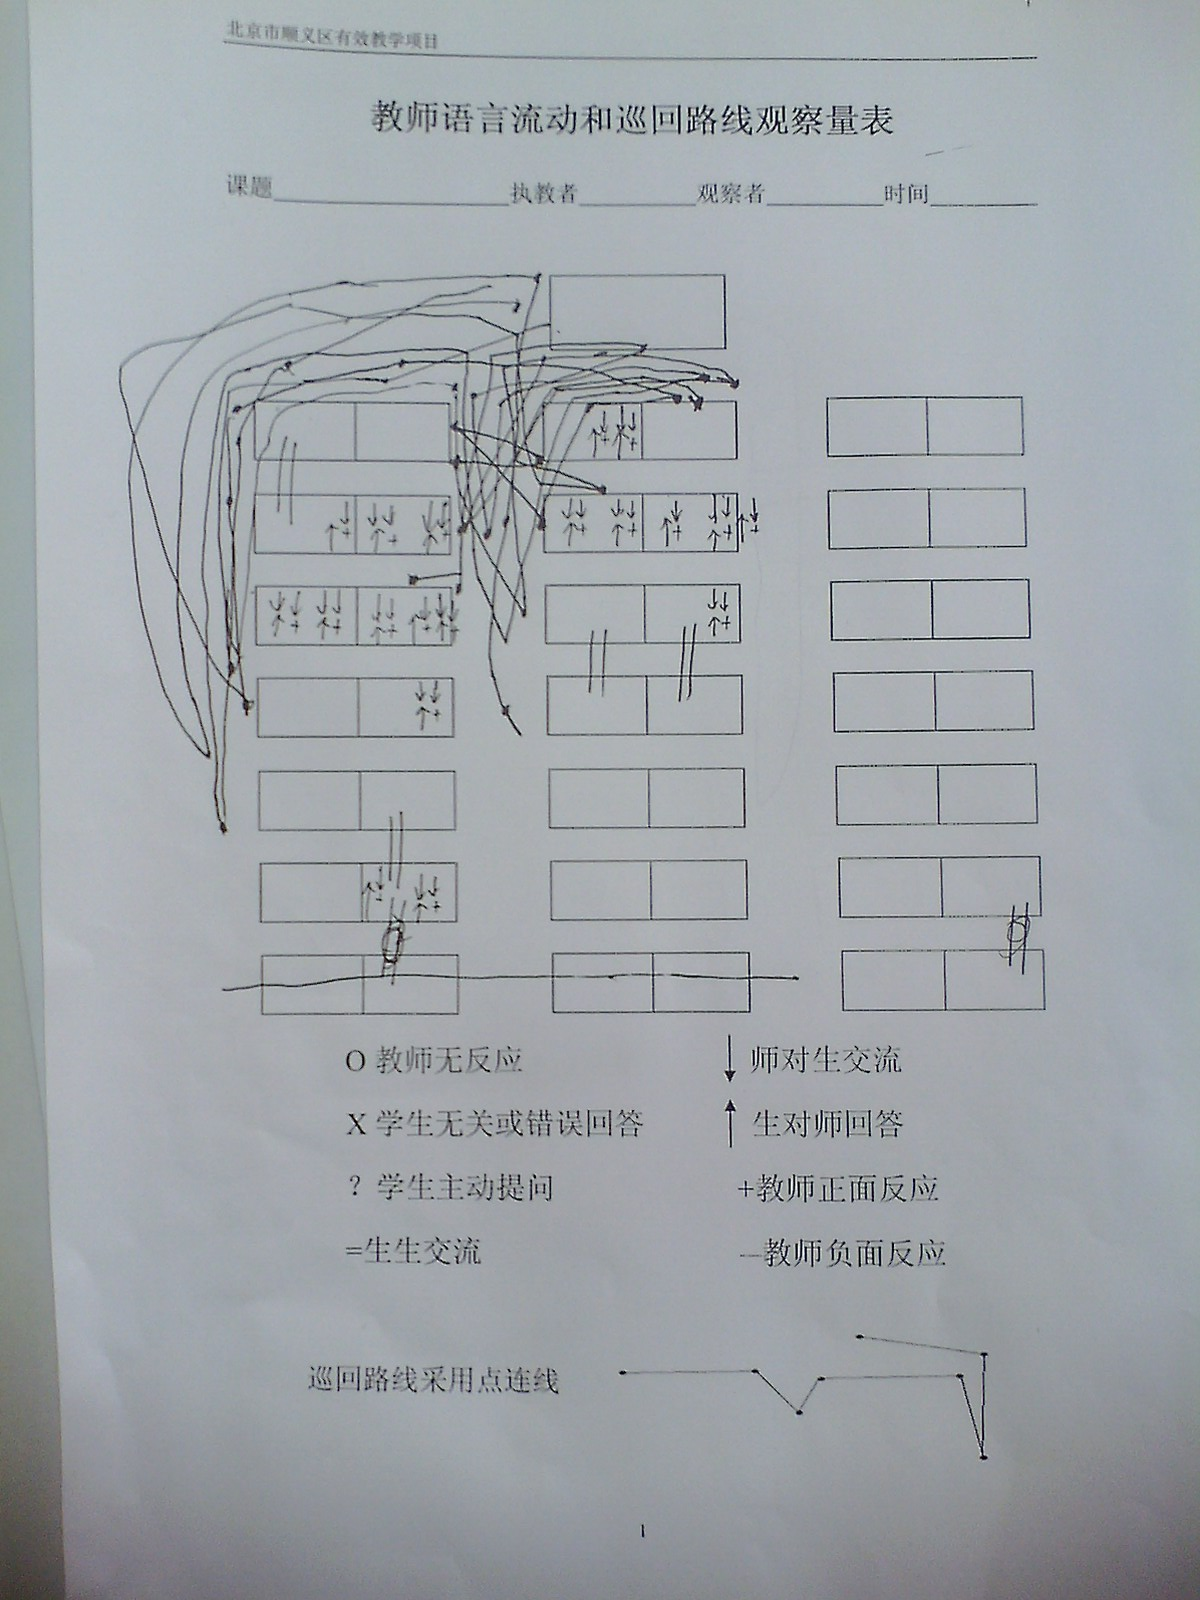 北京市顺义区有效教学项目
教师语言流动和巡回路线观察量表
课题 执教者 观察者 时间
O 教师无反应 ↓ 师对生交流
X 学生无关或错误回答 ↑ 生对师回答
？学生主动提问 +教师正面反应
=生生交流 —教师负面反应
巡回路线采用点连线
1